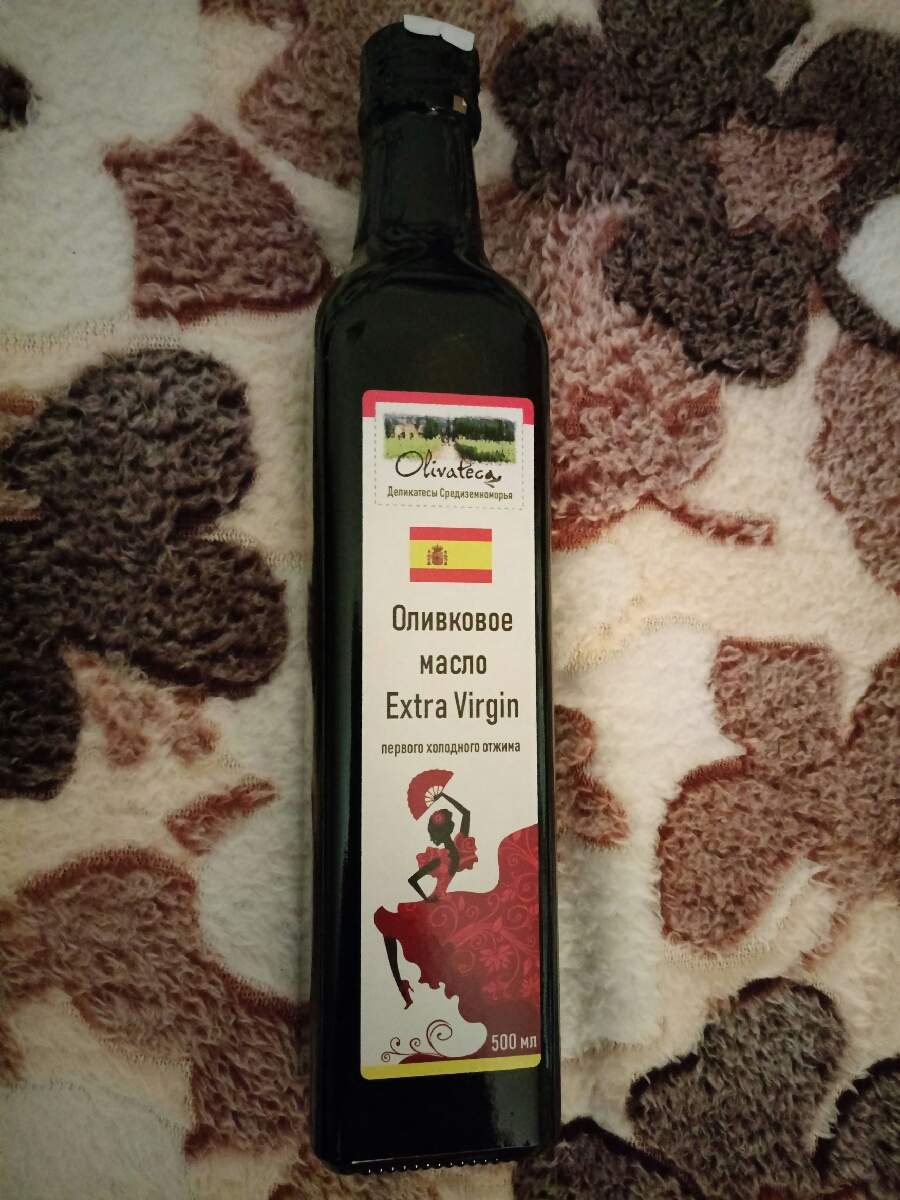 Olivateca
Деликатесы Средиземноморья
Оливковое
масло
Extra Virgin
первого холодного отжима
500 мл